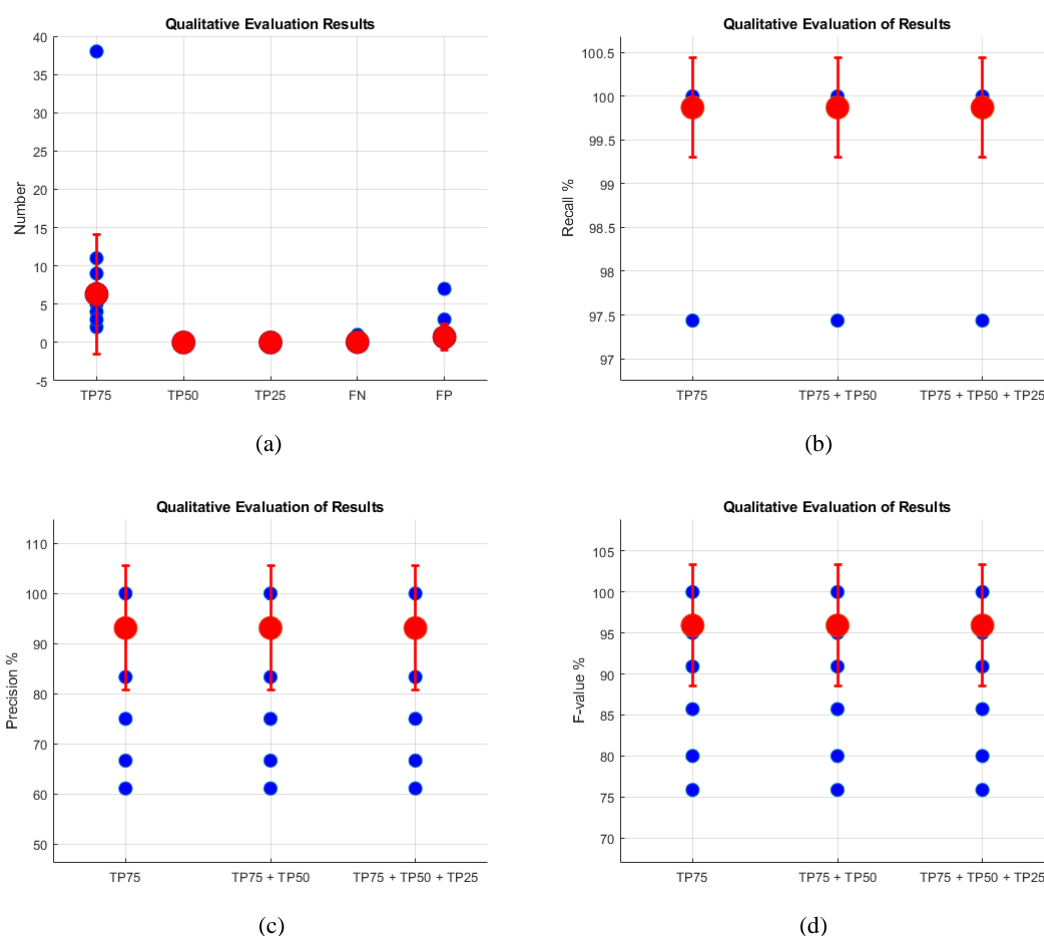 Qualitative Evaluation Results
40
35
30
25
20
15
10
5
0
-5
Number
TP75 TP50 TP25 FN FP
(a)
Qualitative Evaluation of Results
100.5
100
99.5
99
98.5
98
97.5
97
Recall %
TP75 TP75 + TP50 TP75 + TP50 + TP25
(b)
Qualitative Evaluation of Results
110
100
90
80
70
60
50
Precision %
TP75 TP75 + TP50 TP75 + TP50 + TP25
(c)
Qualitative Evaluation of Results
105
100
95
90
85
80
75
70
F-value %
TP75 TP75 + TP50 TP75 + TP50 + TP25
(d)